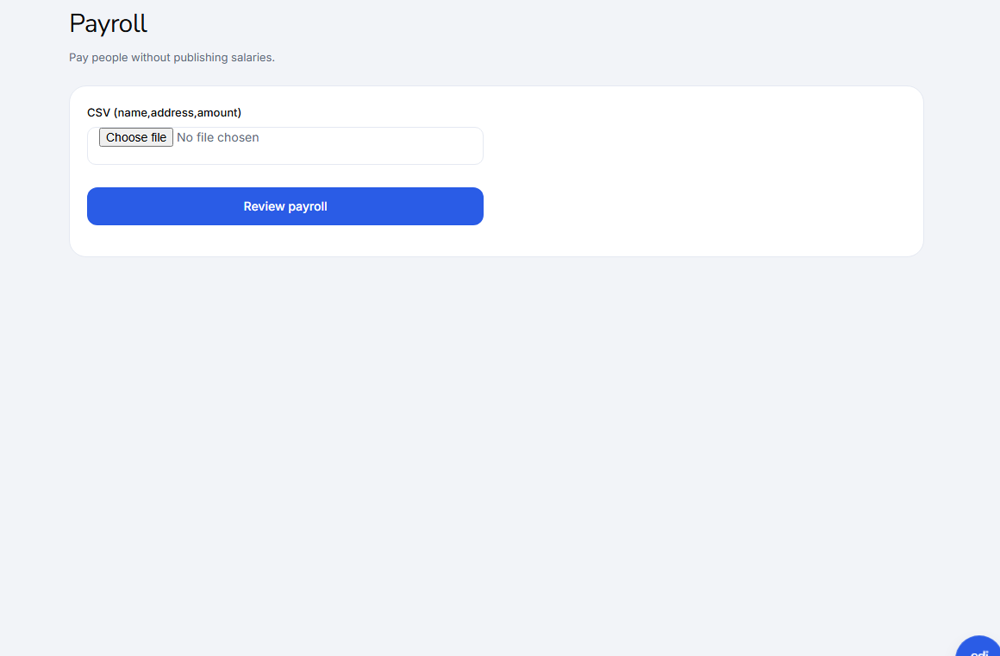 Payroll
Pay people without publishing salaries.
CSV (name,address,amount)
Choose file No file chosen
Review payroll